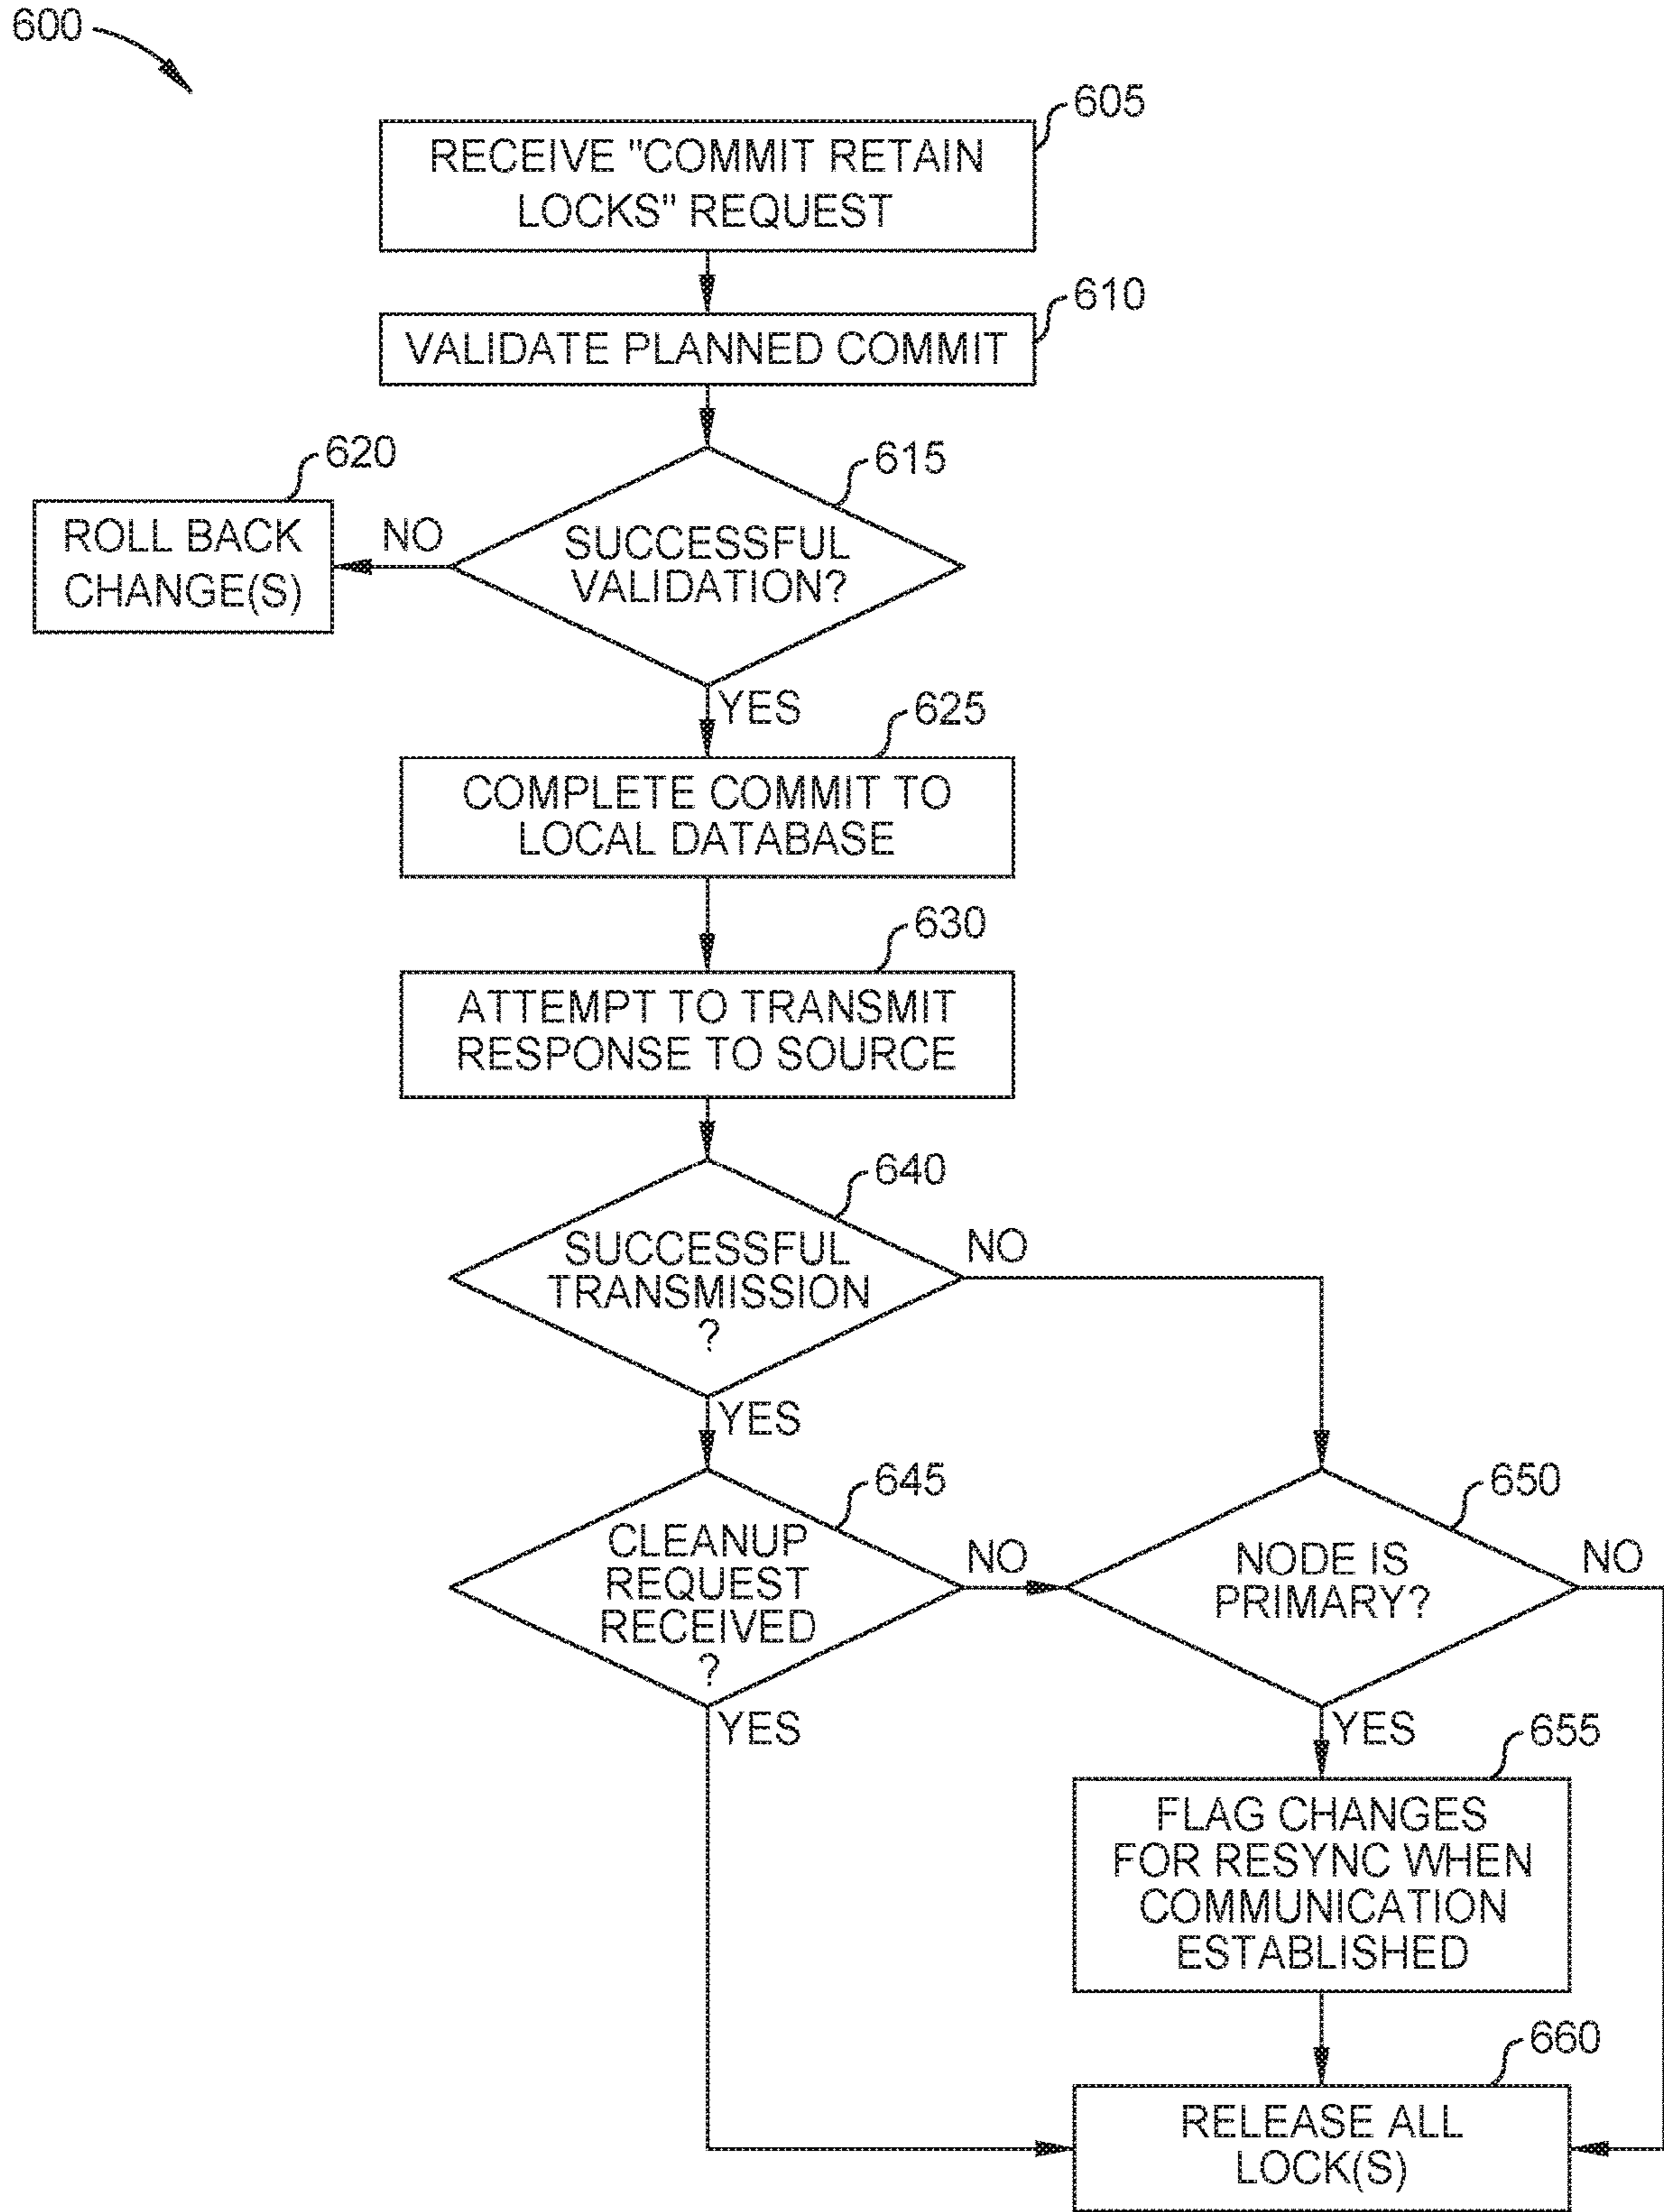 600
605
RECEIVE "COMMIT RETAIN
LOCKS" REQUEST
610
VALIDATE PLANNED COMMIT
615
620
SUCCESSFUL
VALIDATION?
NO
ROLL BACK
CHANGE(S)
YES
625
COMPLETE COMMIT TO
LOCAL DATABASE
630
ATTEMPT TO TRANSMIT
RESPONSE TO SOURCE
640
SUCCESSFUL
TRANSMISSION
?
NO
YES
645
CLEANUP
REQUEST
RECEIVED
?
NO
650
NODE IS
PRIMARY?
NO
YES
YES
655
FLAG CHANGES
FOR RESYNC WHEN
COMMUNICATION
ESTABLISHED
660
RELEASE ALL
LOCK(S)